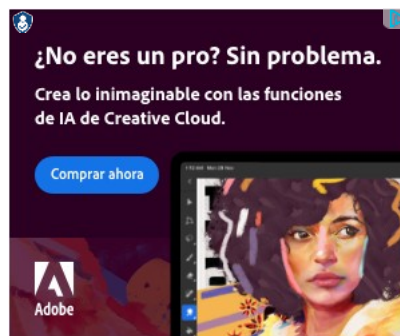 ¿No eres un pro? Sin problema.
Crea lo inimaginable con las funciones
de IA de Creative Cloud.
Comprar ahora
Adobe